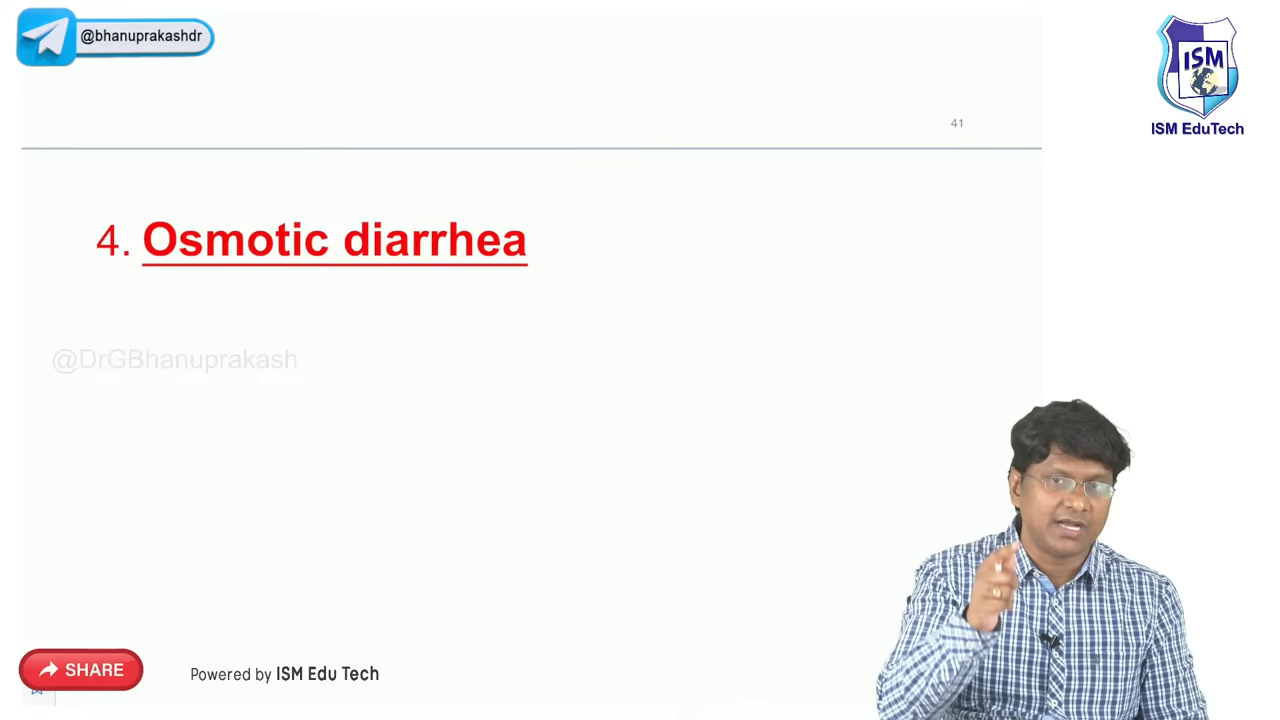 @bhanuprakashdr
ISM
ISM EduTech
41
4. Osmotic diarrhea
@DrGBhanuprakash
SHARE
Powered by ISM Edu Tech